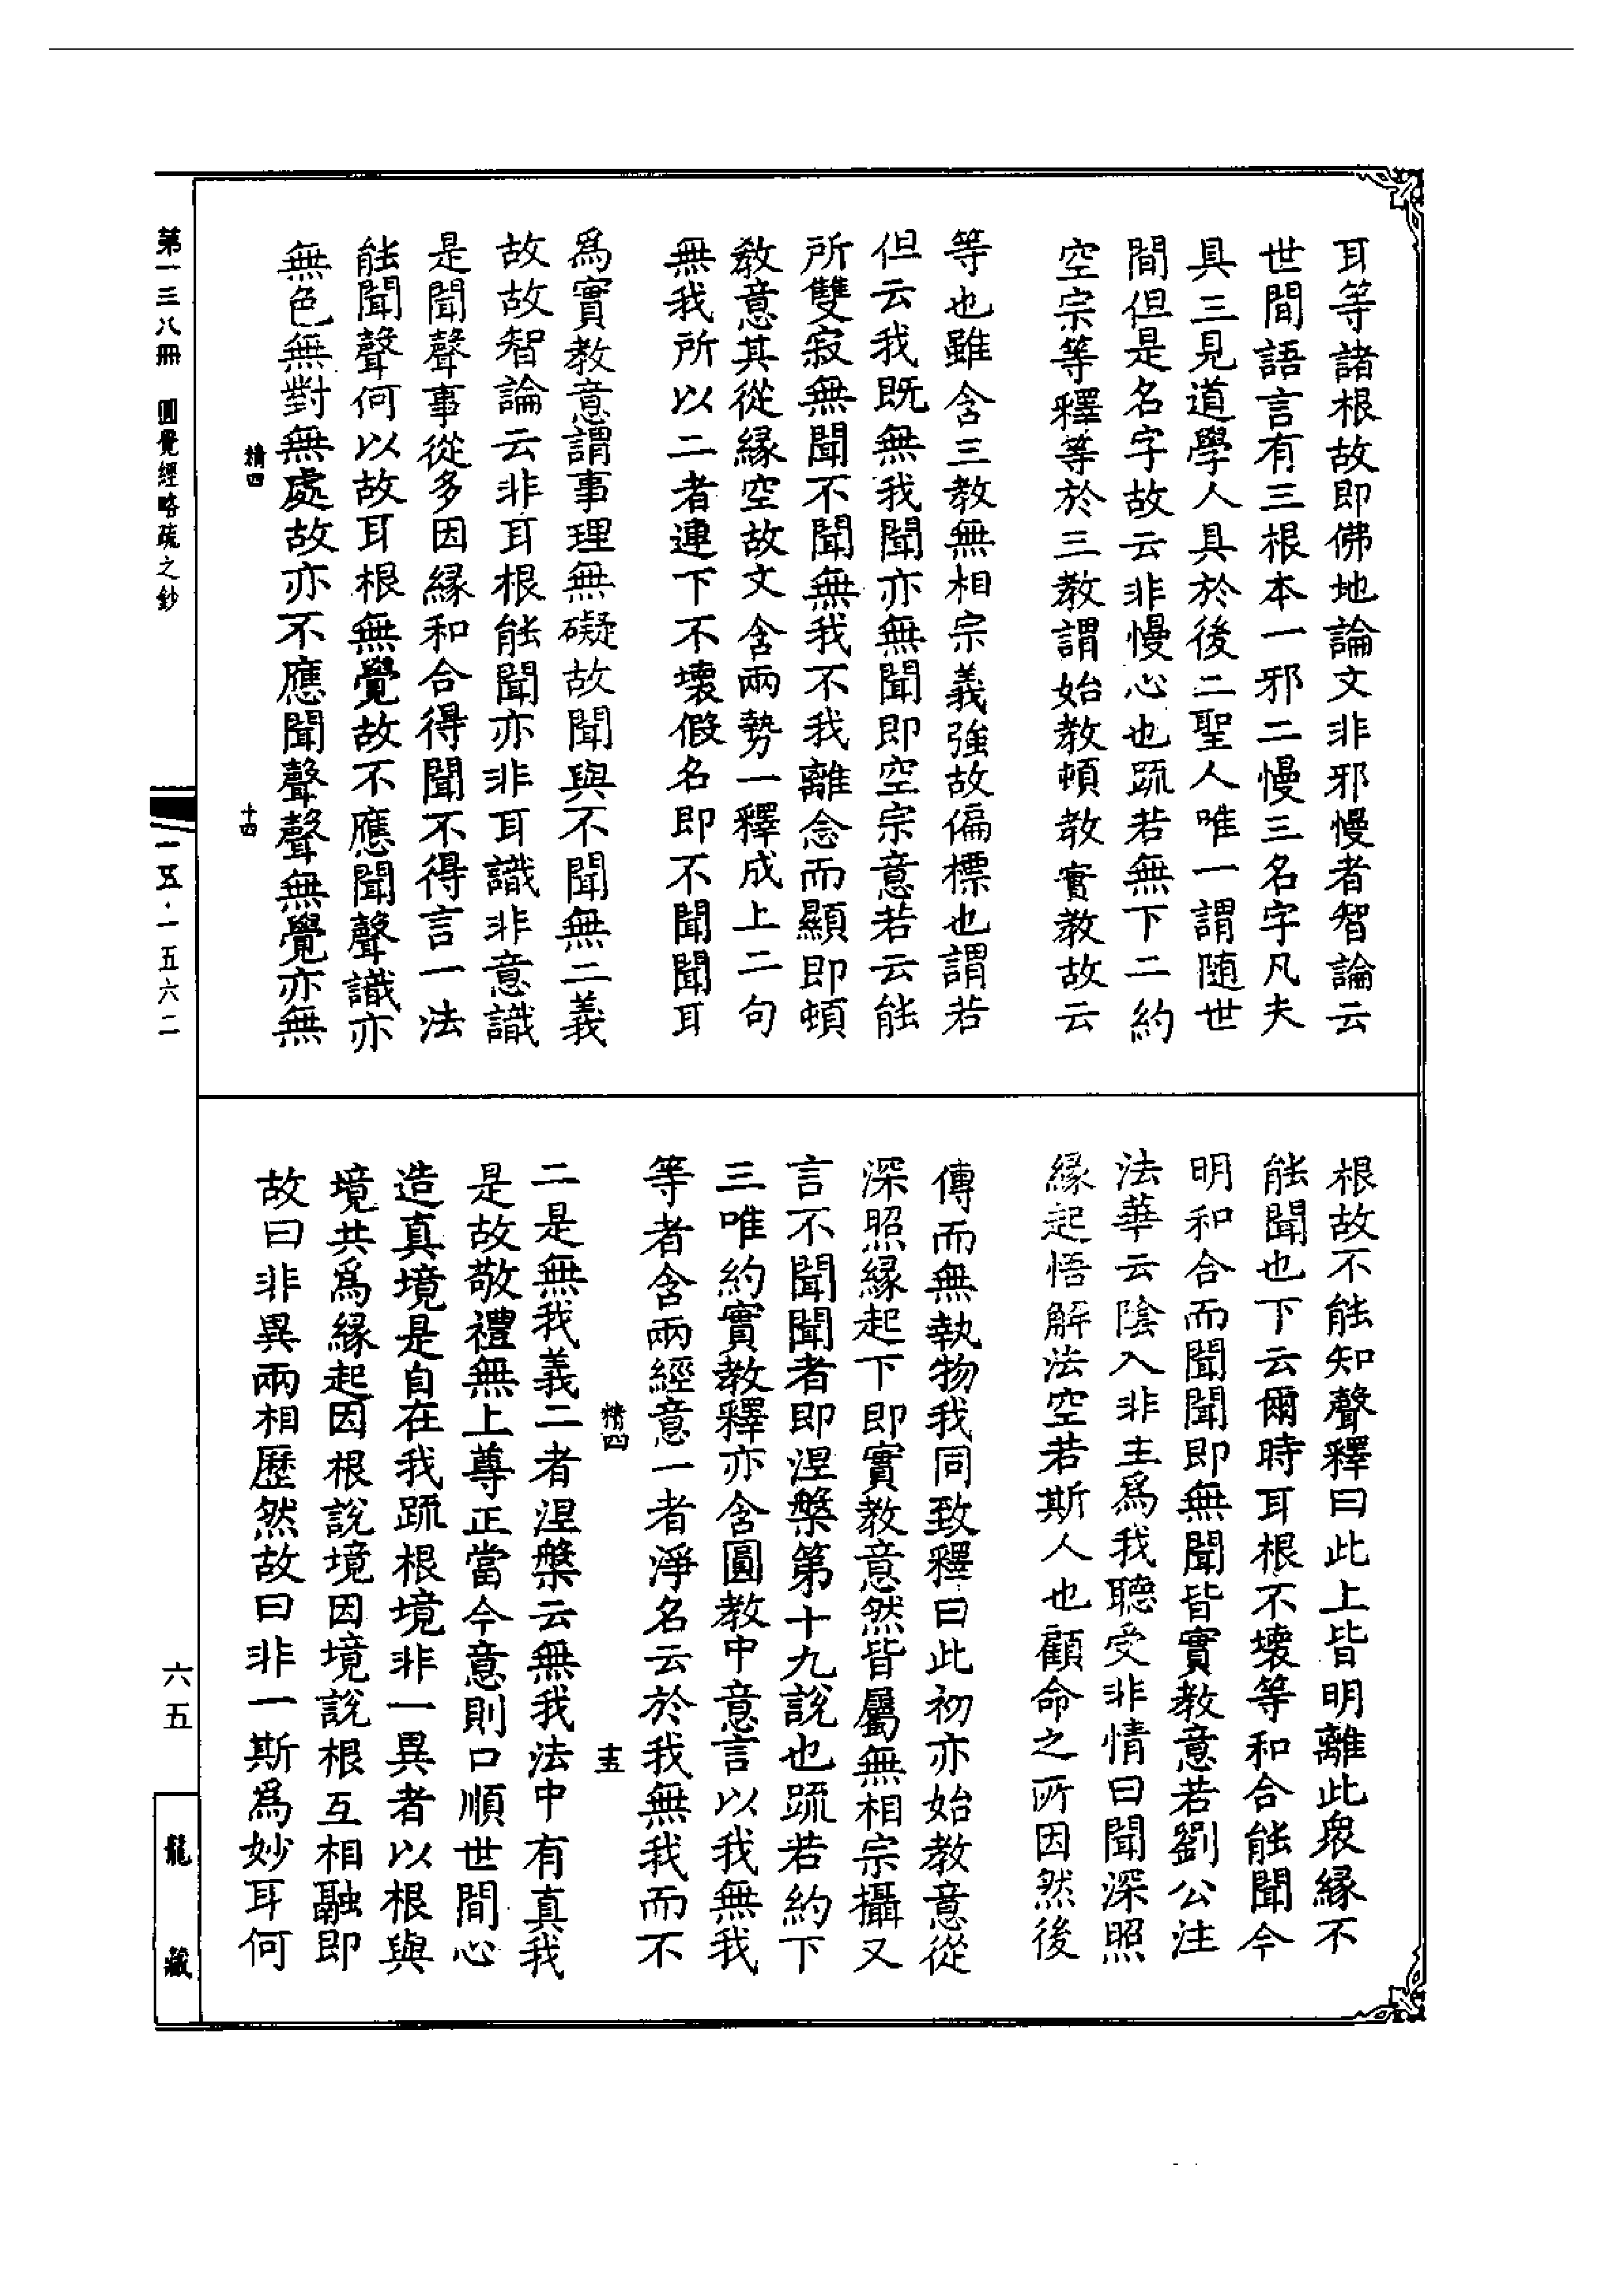 耳等諸根故即佛地論文非邪慢者智論云
世間語言有三根本一邪二慢三名字凡夫
具三見道學人具於後二聖人唯一謂随世
間但是名字故云非慢心也䟽若無下二約
空宗等釋等於三教謂始教頓教實教故云
等也雖含三教無相宗義強故偏標也謂若
但云我既無我聞亦無聞即空宗意若云能
所雙寂無聞不聞無我不我離念而顯即頓
教意其從緣空故文含兩勢一釋成上二句
無我所以二者連下不壞假名即不聞聞耳
為實教意謂事理無礙故聞與不聞無二義
故故智論云非耳根能聞亦非耳識非意識
是聞聲事從多因緣和合得聞不得言一法
能聞聲何以故耳根無覺故不應聞聲識亦
無色無對無處故亦不應聞聲聲無覺亦無
精四
十四
根故不能知聲釋曰此上皆明離此衆緣不
能聞也下云爾時耳根不壞等和合能聞今
明和合而聞聞即無聞皆實教意若劉公注
法華云陰入非主爲我聽受非情曰聞深照
緣起悟解法空若斯人也顧命之所因然後
傳而無執物我同致釋曰此初亦始教意從
深照緣起下即實教意然皆屬無相宗攝又
言不聞聞者即涅槃第十九說也䟽若約下
三唯約實教釋亦含圓教中意言以我無我
等者含兩經意一者淨名云於我無我而不
精四
十五
二是無我義二者涅槃云無我法中有真我
是故敬禮無上尊正當今意則口順世間心
造真境是自在我䟽根境非一異者以根與
境共爲緣起因根說境因境說根互相融即
故曰非異兩相歷然故曰非一斯爲妙耳何
第一三八冊 圓覺經略疏之鈔
一五·一五六二
六五
龍藏